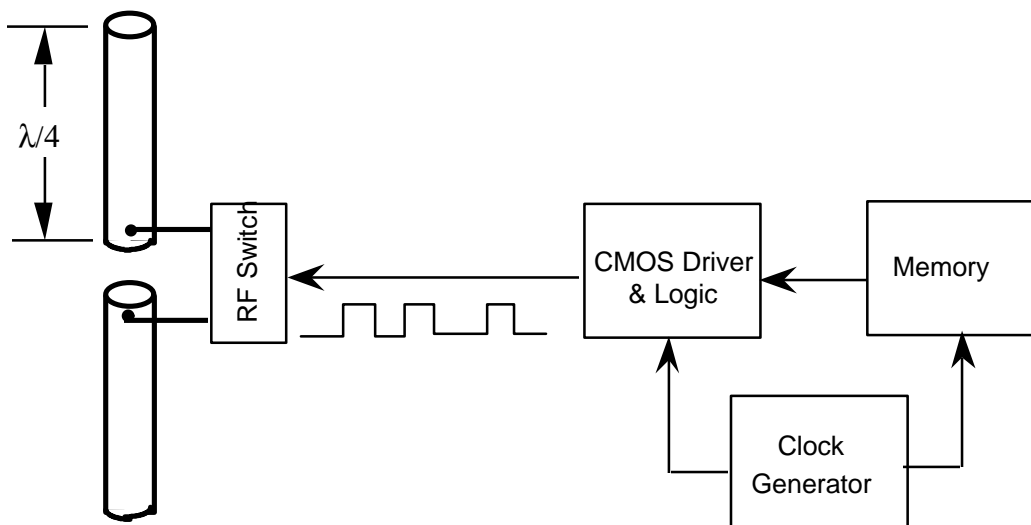 λ/4
RF Switch
CMOS Driver
& Logic
Memory
Clock
Generator